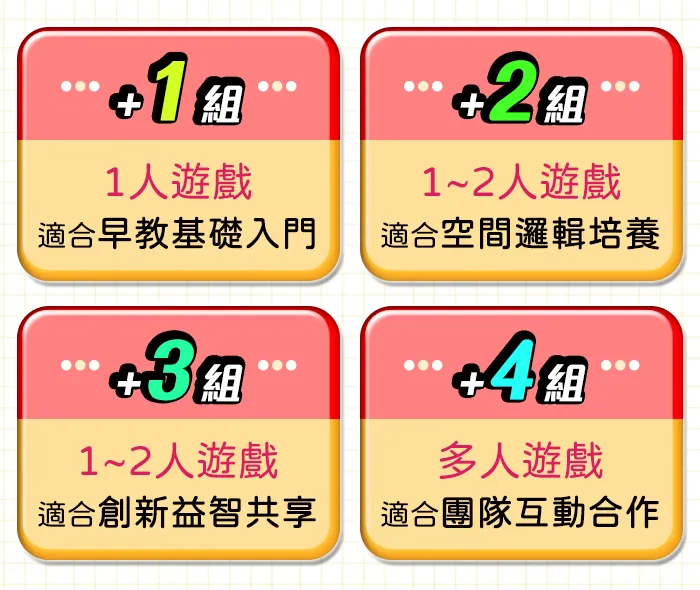 +1組
1人遊戲
適合早教基礎入門
+2組
1~2人遊戲
適合空間邏輯培養
+3組
1~2人遊戲
適合創新益智共享
+4組
多人遊戲
適合團隊互動合作